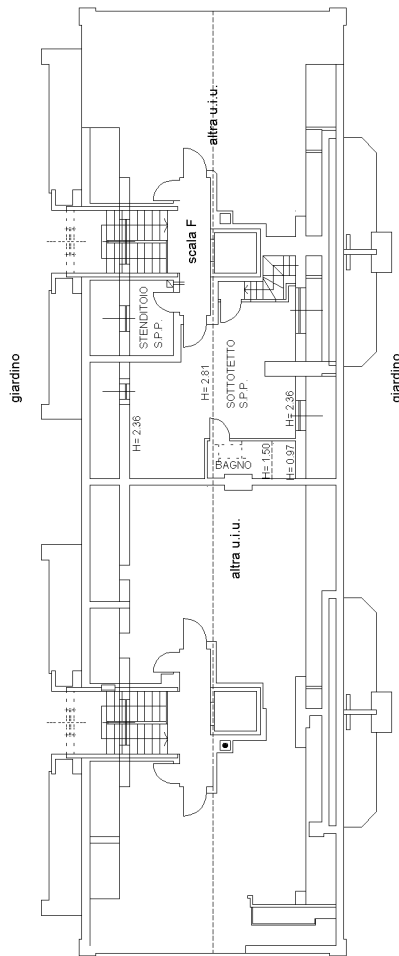 altra u.i.u.
scala F
STENDITOIO
S.P.P.
SOTTOTETTO
S.P.P.
H= 2.81
H= 2.36
H= 2.36
giardino
giardino
BAGNO
H= 1.50
H= 0.97
altra u.i.u.